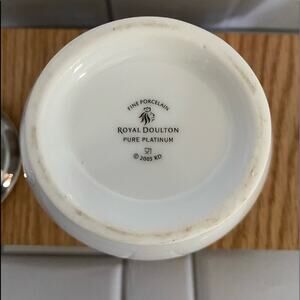 FINE PORCELAIN
ROYAL DOULTON
PURE PLATINUM
© 2005 RD